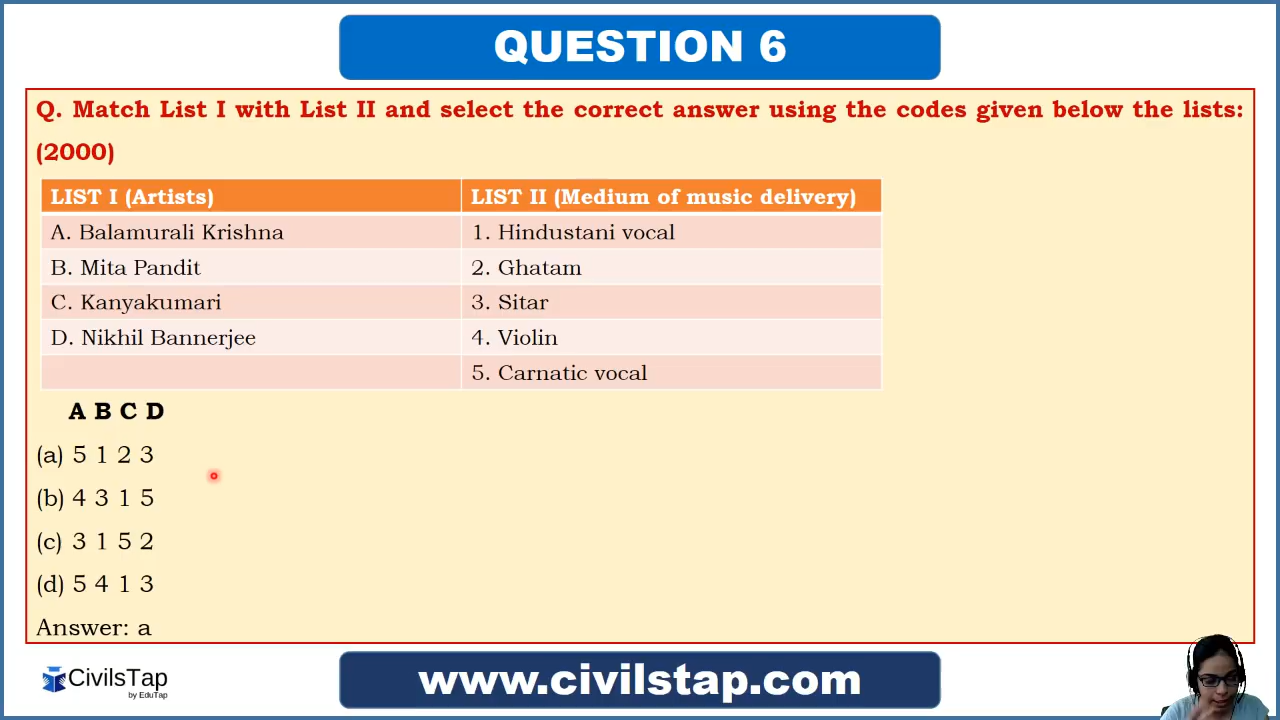 QUESTION 6
Q. Match List I with List II and select the correct answer using the codes given below the lists:
(2000)
LIST I (Artists) LIST II (Medium of music delivery)
A. Balamurali Krishna 1. Hindustani vocal
B. Mita Pandit 2. Ghatam
C. Kanyakumari 3. Sitar
D. Nikhil Bannerjee 4. Violin
5. Carnatic vocal
A B C D
(a) 5 1 2 3
(b) 4 3 1 5
(c) 3 1 5 2
(d) 5 4 1 3
Answer: a
CivilsTap
by EduTap
www.civilstap.com